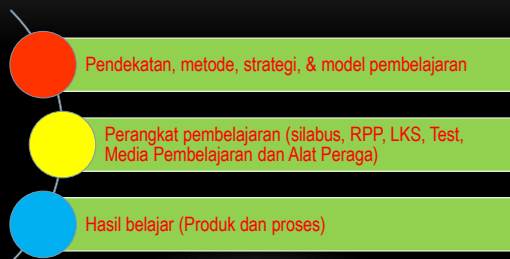 Pendekatan, metode, strategi, & model pembelajaran
Perangkat pembelajaran (silabus, RPP, LKS, Test,
Media Pembelajaran dan Alat Peraga)
Hasil belajar (Produk dan proses)